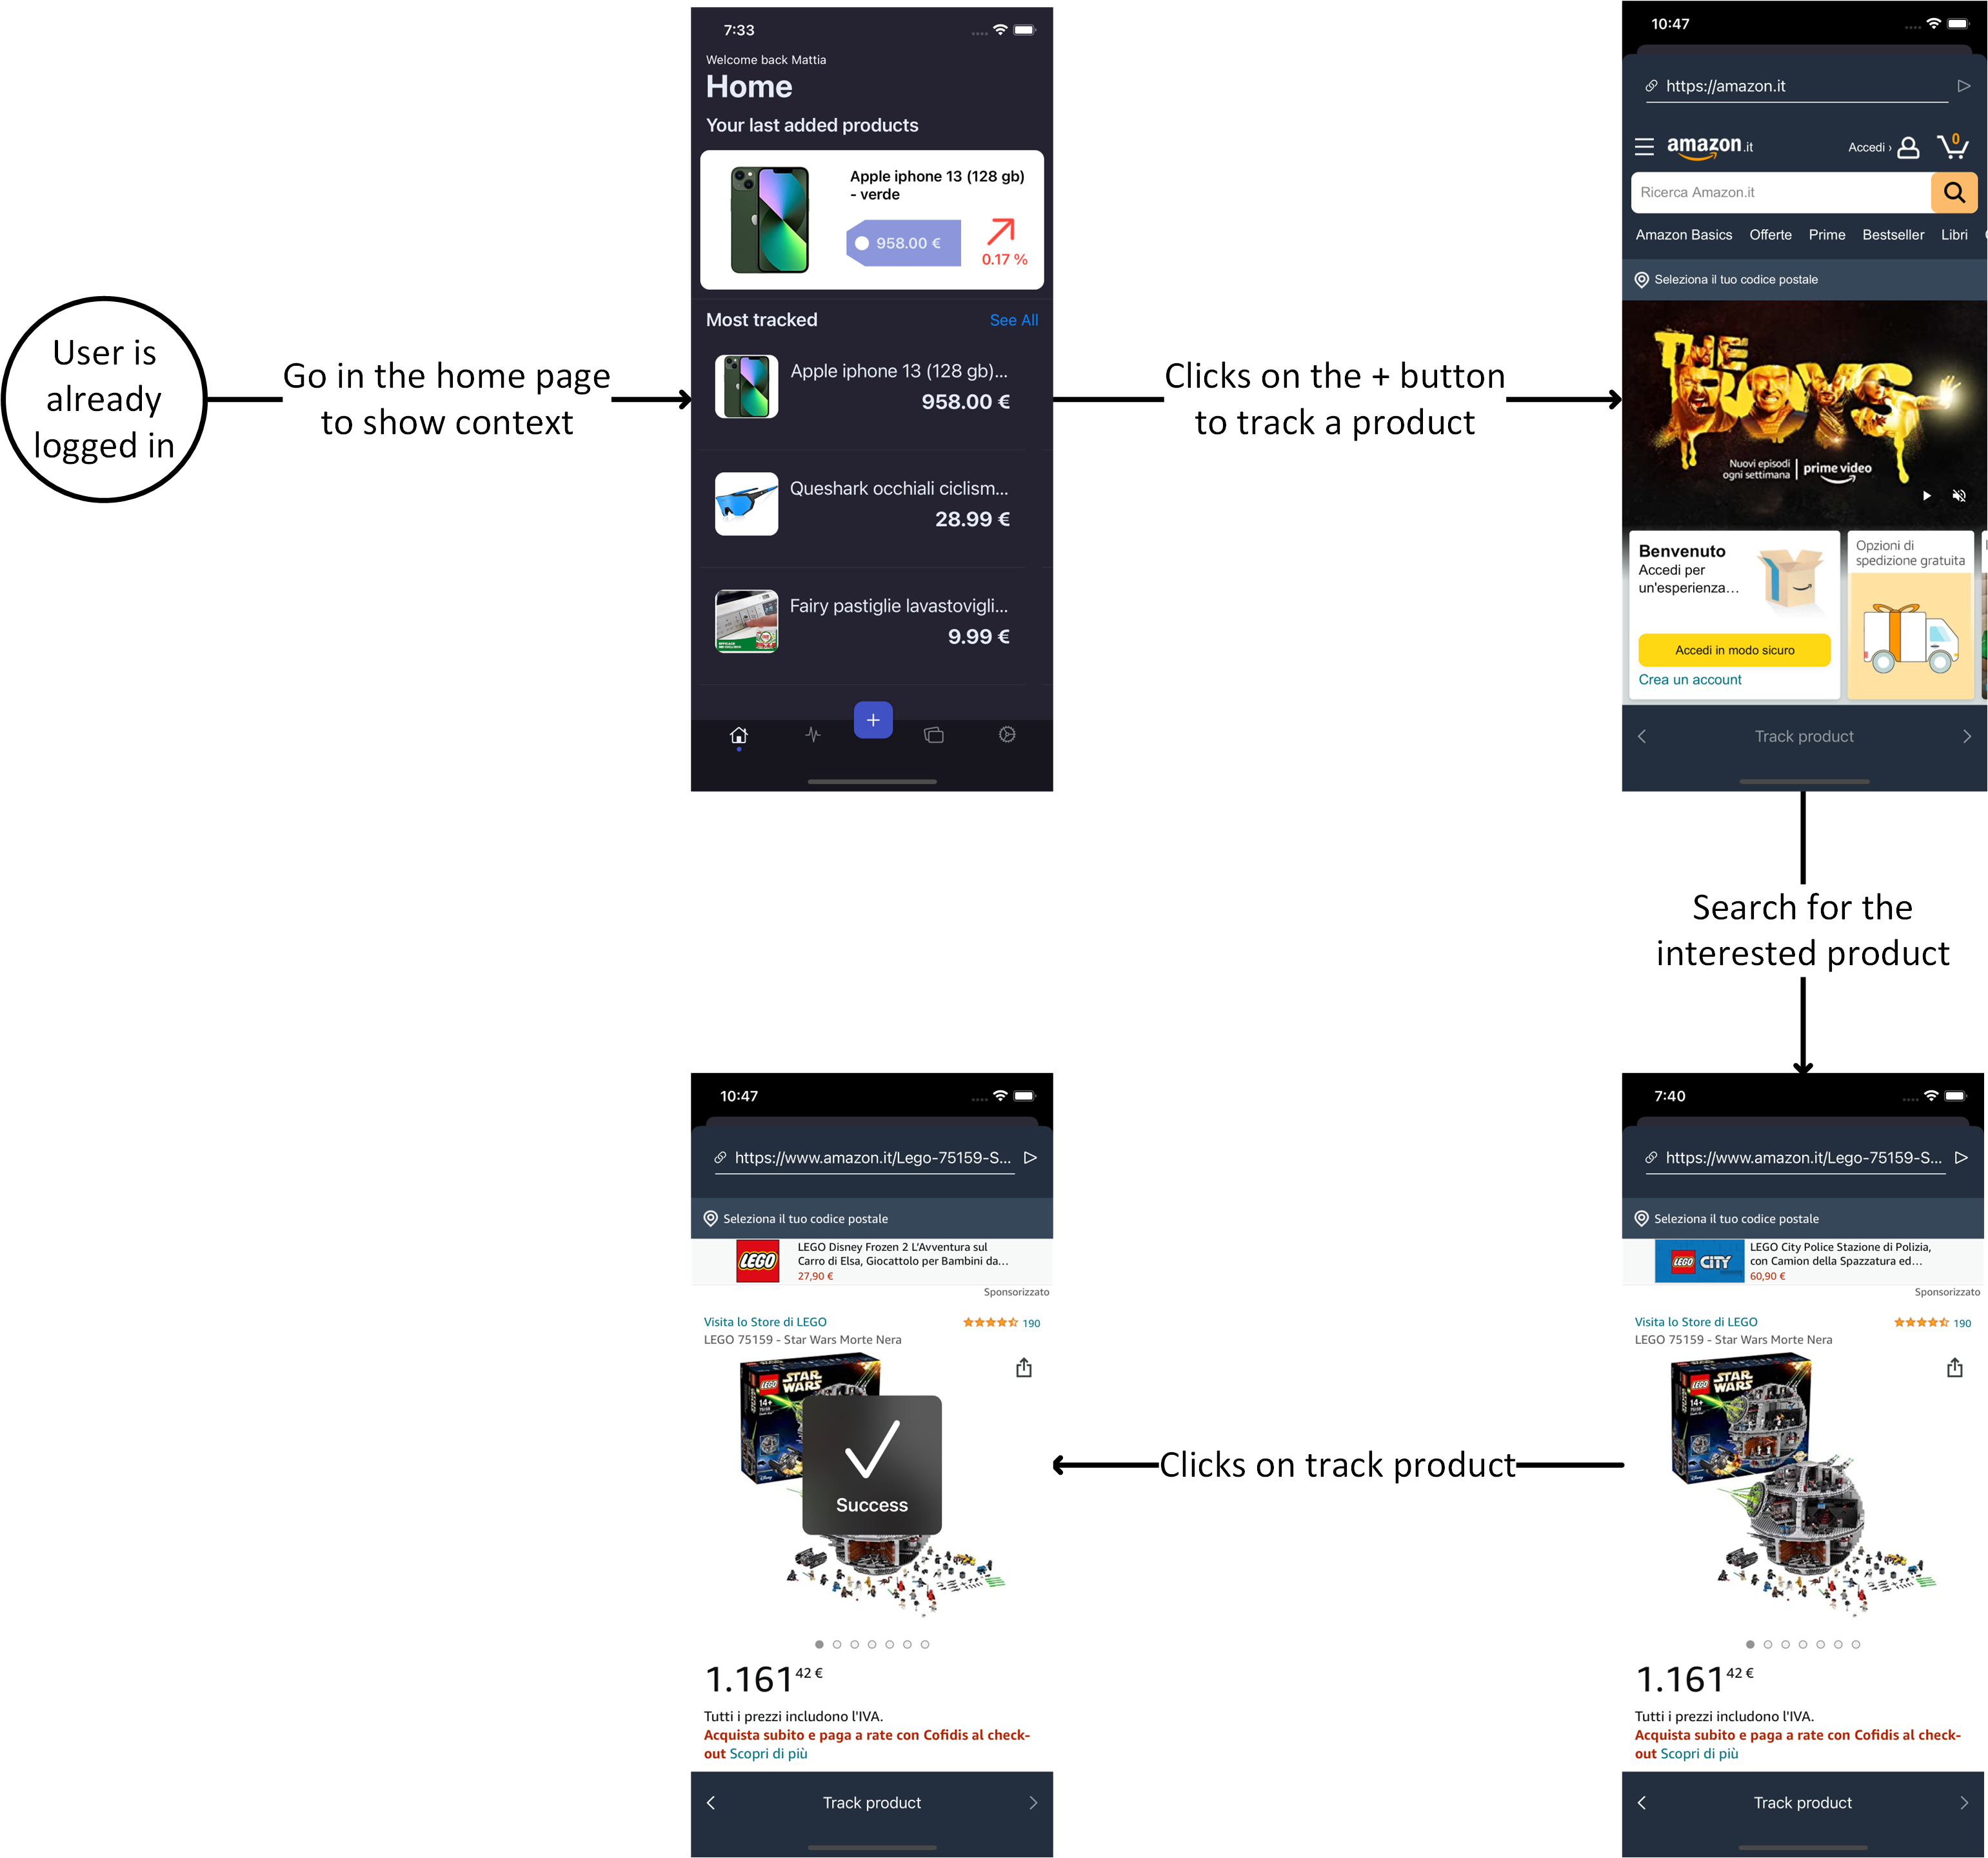 User is
already
logged in
Go in the home page
to show context
7:33
Welcome back Mattia
Home
Your last added products
Apple iphone 13 (128 gb)
- verde
958.00 €
0.17 %
Most tracked
See All
Apple iphone 13 (128 gb)...
958.00 €
Queshark occhiali ciclism...
28.99 €
Fairy pastiglie lavastovigli...
9.99 €
+
Clicks on the + button
to track a product
10:47
https://amazon.it
amazon.it
Accedi ›
0
Ricerca Amazon.it
Amazon Basics Offerte Prime Bestseller Libri
Seleziona il tuo codice postale
THE
BOYS
Nuovi episodi
ogni settimana
prime video
Benvenuto
Accedi per
un'esperienza...
Accedi in modo sicuro
Crea un account
Opzioni di
spedizione gratuita
Track product
Search for the
interested product
7:40
https://www.amazon.it/Lego-75159-S...
Seleziona il tuo codice postale
LEGO CITY
LEGO City Police Stazione di Polizia,
con Camion della Spazzatura ed...
60,90 €
Sponsorizzato
Visita lo Store di LEGO
190
LEGO 75159 - Star Wars Morte Nera
LEGO
STAR
WARS
14+
1.161 42 €
Tutti i prezzi includono l'IVA.
Acquista subito e paga a rate con Cofidis al check-
out Scopri di più
Track product
Clicks on track product
10:47
https://www.amazon.it/Lego-75159-S...
Seleziona il tuo codice postale
LEGO
LEGO Disney Frozen 2 L'Avventura sul
Carro di Elsa, Giocattolo per Bambini da...
27,90 €
Sponsorizzato
Visita lo Store di LEGO
190
LEGO 75159 - Star Wars Morte Nera
LEGO
STAR
WARS
14+
Success
1.161 42 €
Tutti i prezzi includono l'IVA.
Acquista subito e paga a rate con Cofidis al check-
out Scopri di più
Track product